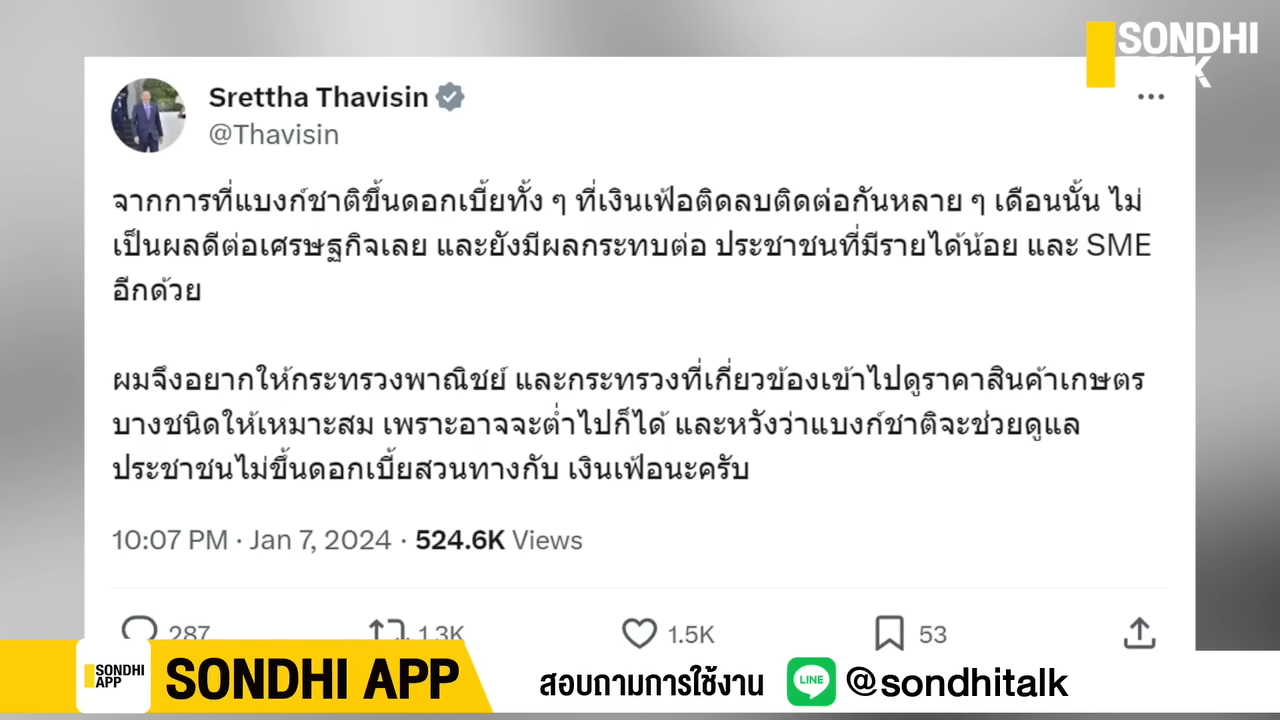 SONDHI
Srettha Thavisin
@Thavisin
จากการที่แบงก์ชาติขึ้นดอกเบี้ยทั้ง ๆ ที่เงินเฟ้อติดลบติดต่อกันหลาย ๆ เดือนนั้น ไม่
เป็นผลดีต่อเศรษฐกิจเลย และยังมีผลกระทบต่อ ประชาชนที่มีรายได้น้อย และ SME
อีกด้วย
ผมจึงอยากให้กระทรวงพาณิชย์ และกระทรวงที่เกี่ยวข้องเข้าไปดูราคาสินค้าเกษตร
บางชนิดให้เหมาะสม เพราะอาจจะต่ำไปก็ได้ และหวังว่าแบงก์ชาติจะช่วยดูแล
ประชาชนไม่ขึ้นดอกเบี้ยสวนทางกับ เงินเฟ้อนะครับ
10:07 PM · Jan 7, 2024 · 524.6K Views
287 1.3K 1.5K 53
SONDHI
APP
SONDHI APP
สอบถามการใช้งาน LINE @sondhitalk